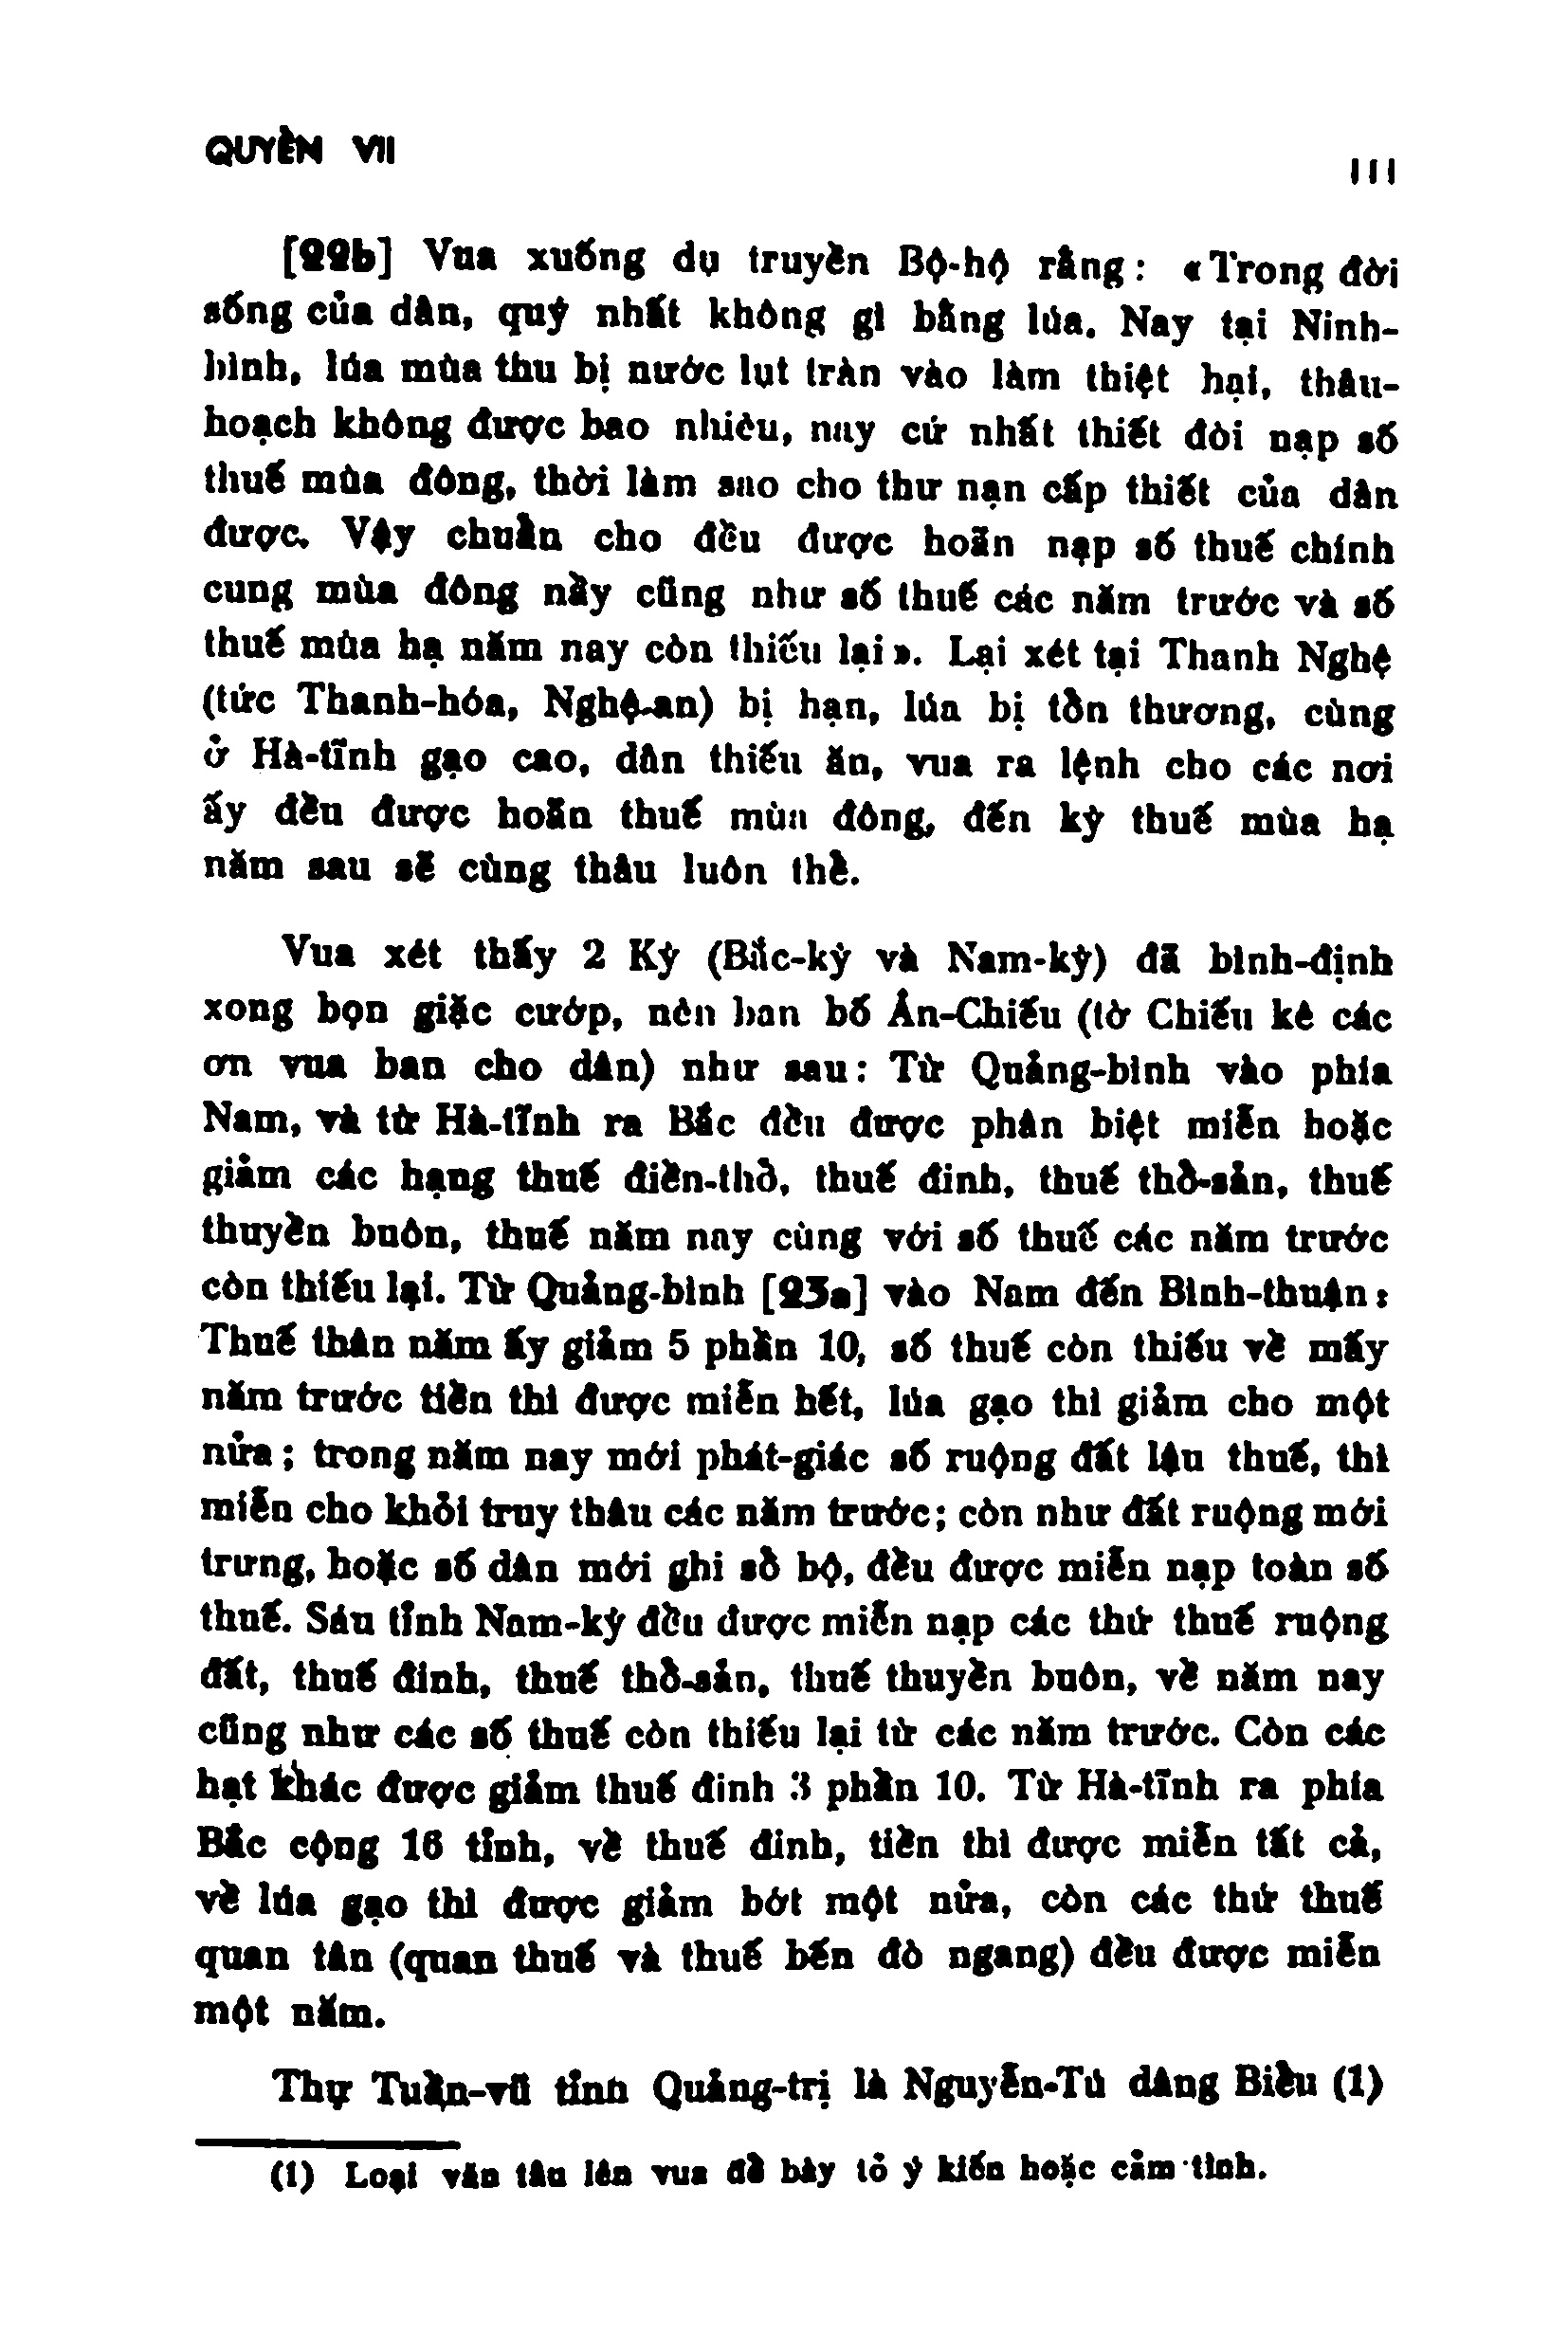 QUYỀN VII
111
[22b] Vua xuống dụ truyền Bộ-hộ rằng: «Trong đời
sống của dân, quý nhất không gì bằng lúa. Nay tại Ninh-
bình, lúa mùa thu bị nước lụt tràn vào làm thiệt hại, thâu-
hoạch không được bao nhiêu, nay cứ nhất thiết đòi nạp số
thuế mùa đông, thời làm sao cho thư nạn cấp thiết của dân
được. Vậy chuẩn cho đều được hoãn nạp số thuế chính
cung mùa đông nầy cũng như số thuế các năm trước và số
thuế mùa hạ năm nay còn thiếu lại». Lại xét tại Thanh Nghệ
(tức Thanh-hóa, Nghệ-an) bị hạn, lúa bị tổn thương, cùng
ở Hà-tĩnh gạo cao, dân thiếu ăn, vua ra lệnh cho các nơi
ấy đều được hoãn thuế mùa đông, đến kỳ thuế mùa hạ
năm sau sẽ cùng thâu luôn thể.
Vua xét thấy 2 Kỳ (Bắc-kỳ và Nam-kỳ) đã bình-định
xong bọn giặc cướp, nên ban bố Ân-Chiếu (tờ Chiếu kê các
ơn vua ban cho dân) như sau: Từ Quảng-bình vào phía
Nam, và từ Hà-tĩnh ra Bắc đều được phân biệt miễn hoặc
giảm các hạng thuế điền-thổ, thuế đinh, thuế thổ-sản, thuế
thuyền buôn, thuế năm nay cùng với số thuế các năm trước
còn thiếu lại. Từ Quảng-bình [23a] vào Nam đến Bình-thuận:
Thuế thân năm ấy giảm 5 phần 10, số thuế còn thiếu về mấy
năm trước tiền thì được miễn hết, lúa gạo thì giảm cho một
nửa; trong năm nay mới phát-giác số ruộng đất lậu thuế, thì
miễn cho khỏi truy thâu các năm trước; còn như đất ruộng mới
trưng, hoặc số dân mới ghi sổ bộ, đều được miễn nạp toàn số
thuế. Sáu tỉnh Nam-kỳ đều được miễn nạp các thứ thuế ruộng
đất, thuế đinh, thuế thổ-sản, thuế thuyền buôn, về năm nay
cũng như các số thuế còn thiếu lại từ các năm trước. Còn các
hạt khác được giảm thuế đinh 3 phần 10. Từ Hà-tĩnh ra phía
Bắc cộng 16 tỉnh, về thuế đinh, tiền thì được miễn tất cả,
về lúa gạo thì được giảm bớt một nửa, còn các thứ thuế
quan tân (quan thuế và thuế bến đò ngang) đều được miễn
một năm.
Thự Tuần-vũ tỉnh Quảng-trị là Nguyễn-Tú dâng Biểu (1)
(1) Loại văn tâu lên vua để bày tỏ ý kiến hoặc cảm tình.